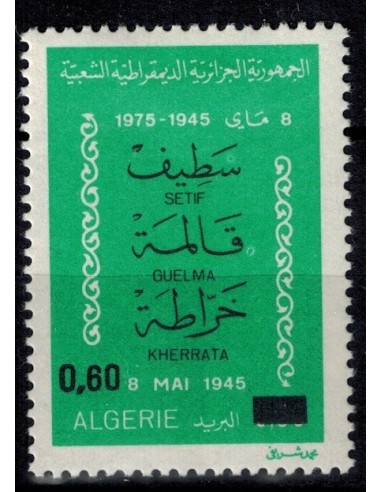 الجمهورية الجزائرية الديمقراطية الشعبية
8 ماي 1945-1975
سطيف
SETIF
قالمة
GUELMA
خراطة
KHERRATA
0,60
8 MAI 1945
ALGERIE البريد